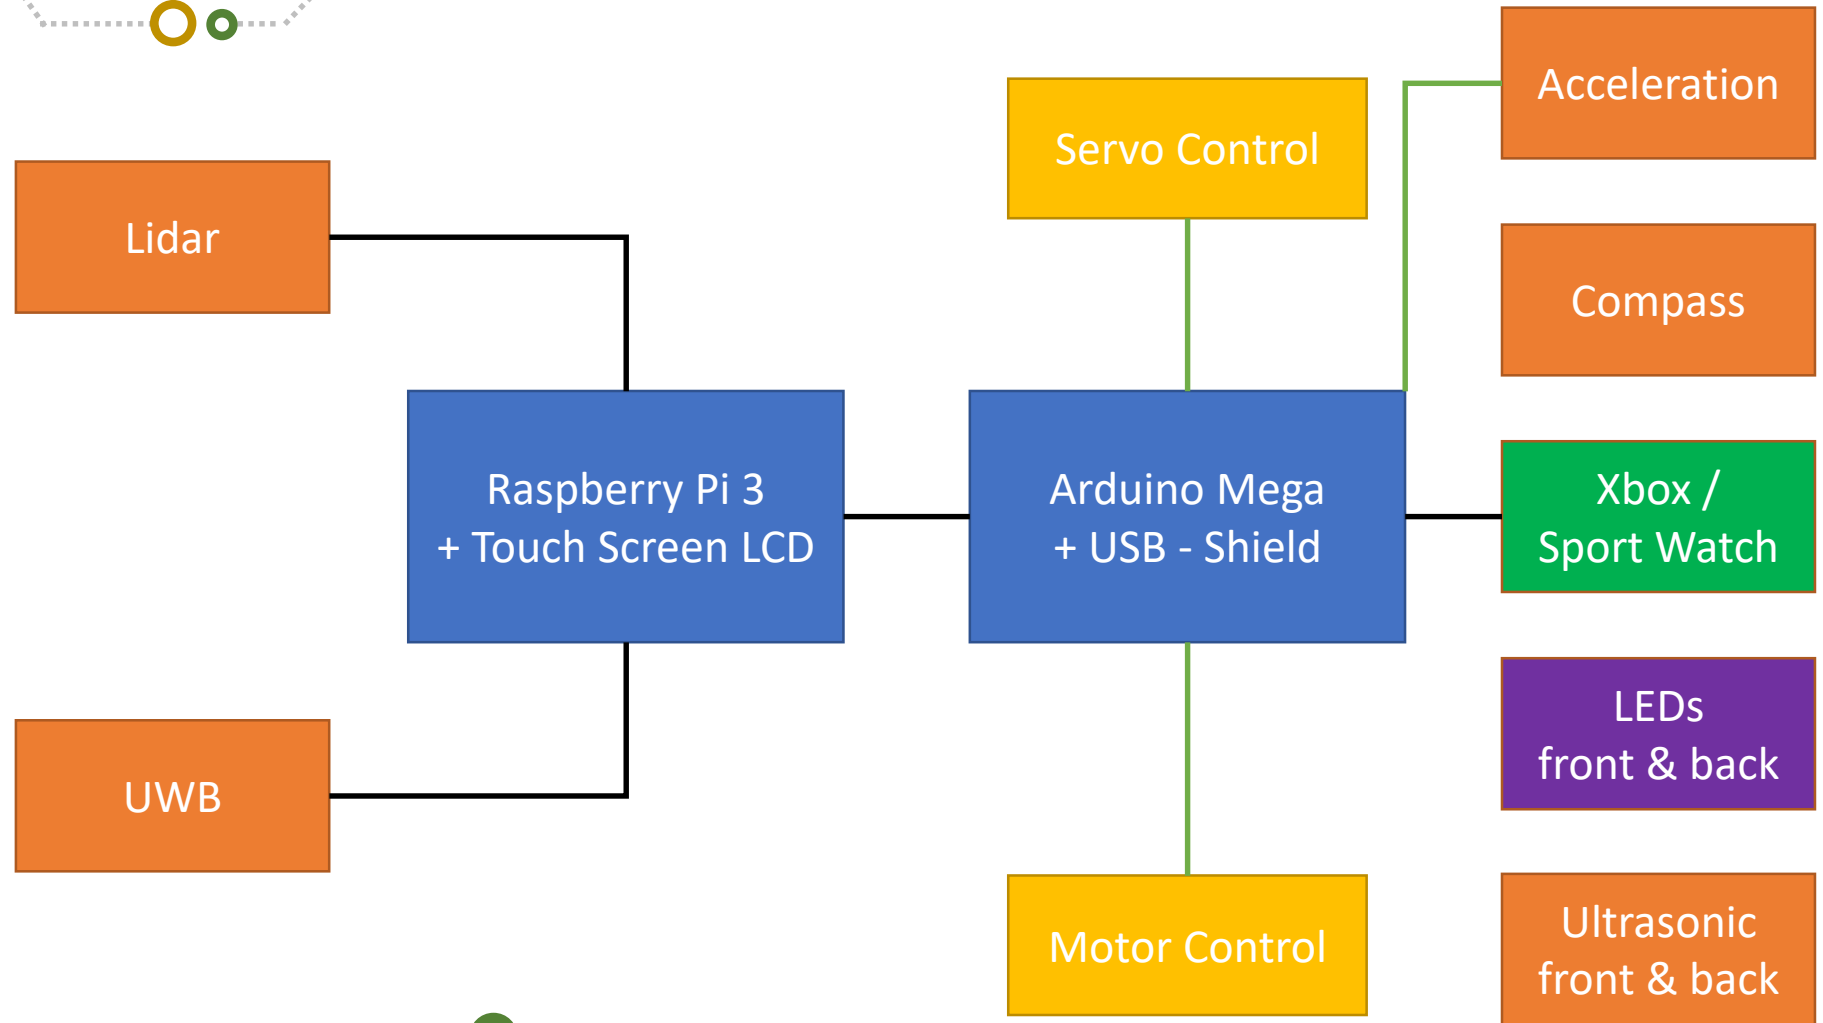 Acceleration
Servo Control
Lidar
Compass
Raspberry Pi 3
+ Touch Screen LCD
Arduino Mega
+ USB - Shield
Xbox /
Sport Watch
LEDs
front & back
UWB
Motor Control
Ultrasonic
front & back